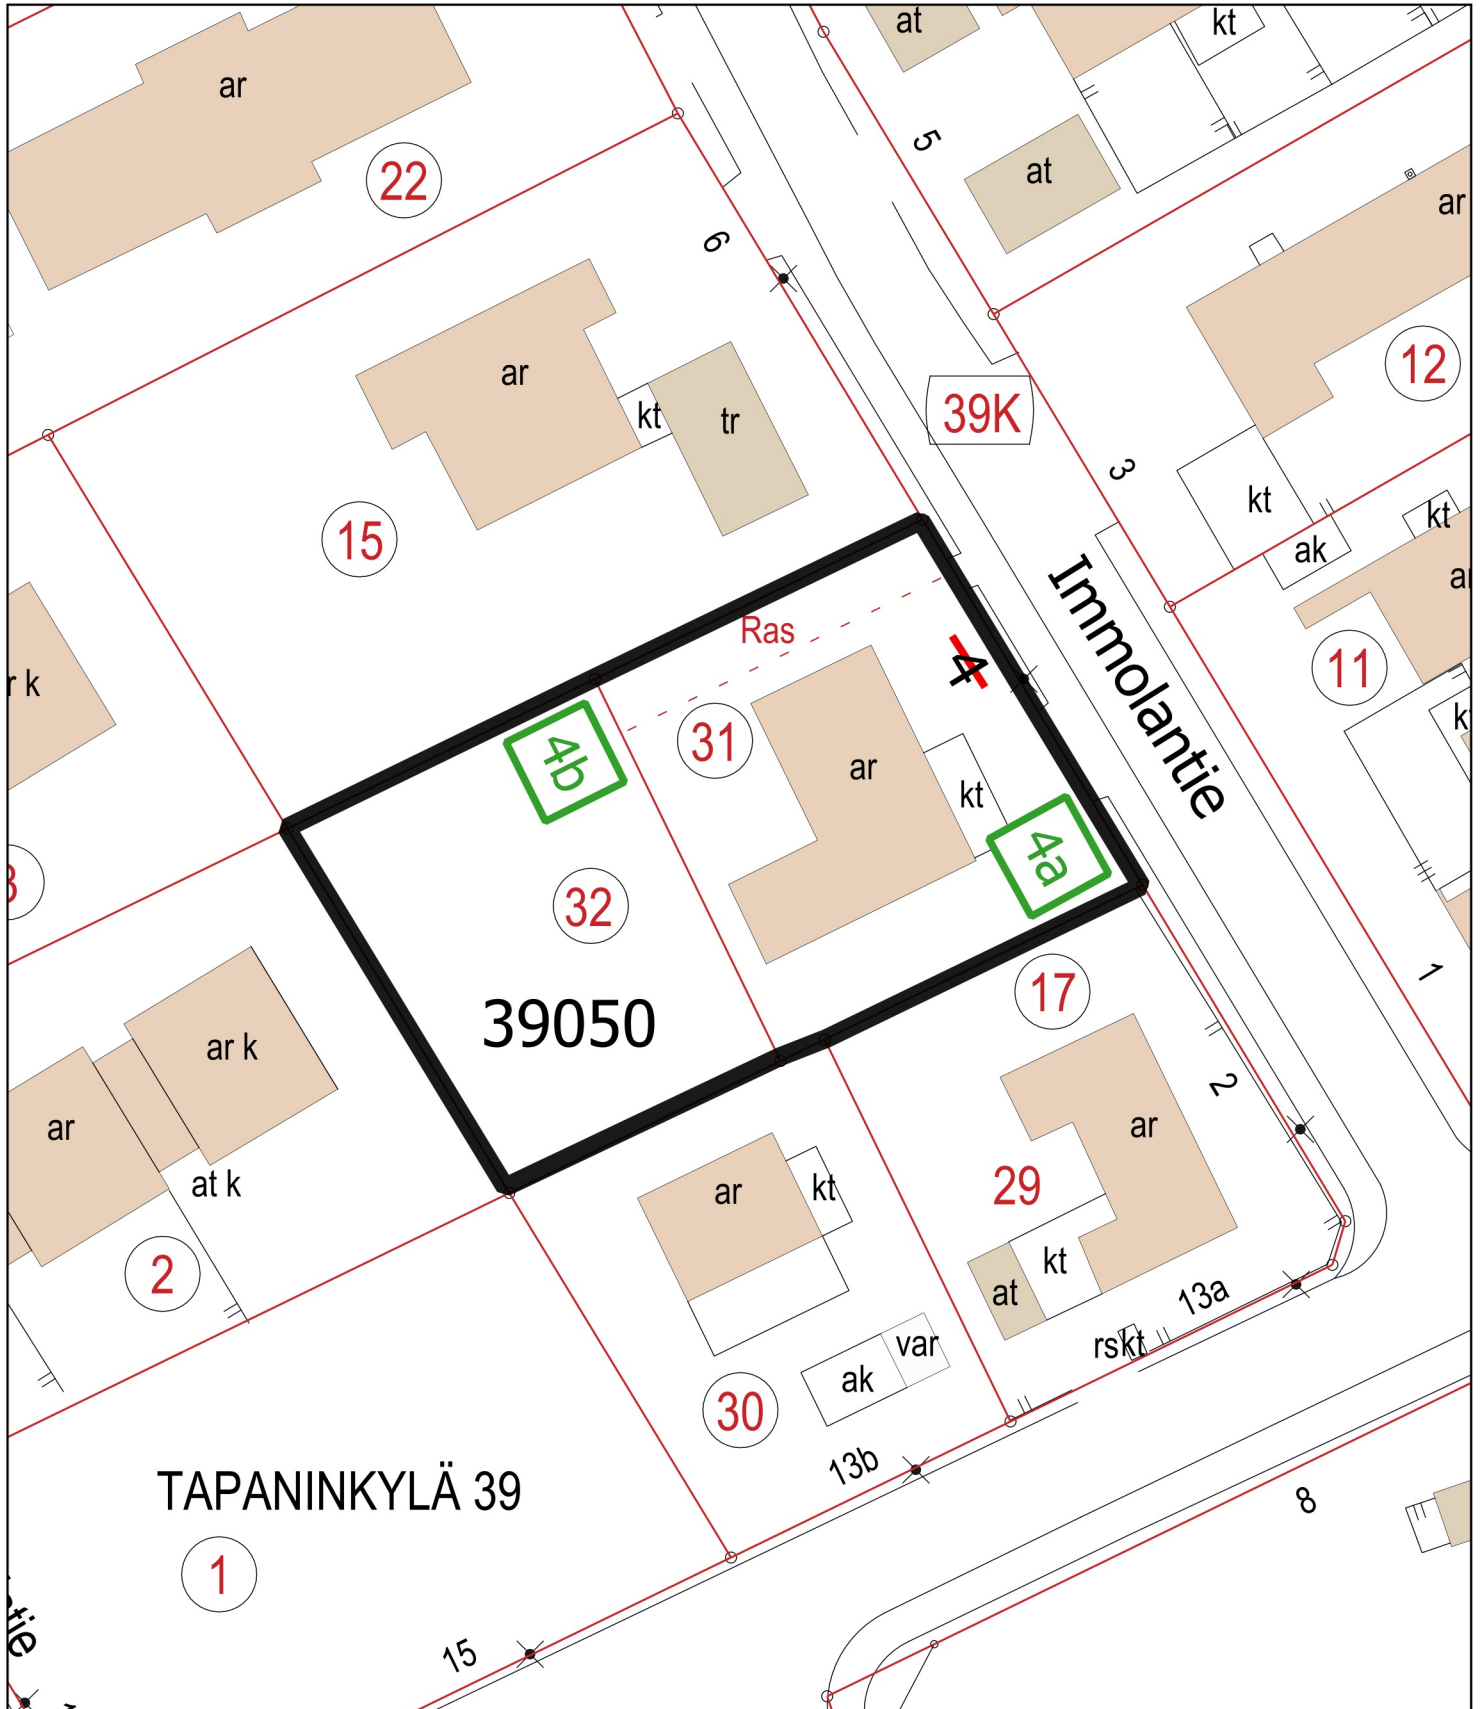 at
kt
ar
22
5
at
ar
6
ar
12
kt
tr
39K
3
kt
kt
15
ak
Immolantie
Ras
4
11
r k
4b
31
ar
kt
4a
32
39050
17
1
ar k
2
ar
ar
at k
ar
kt
29
2
kt
at
13a
rskt
var
ak
30
13b
TAPANINKYLÄ 39
8
1
15